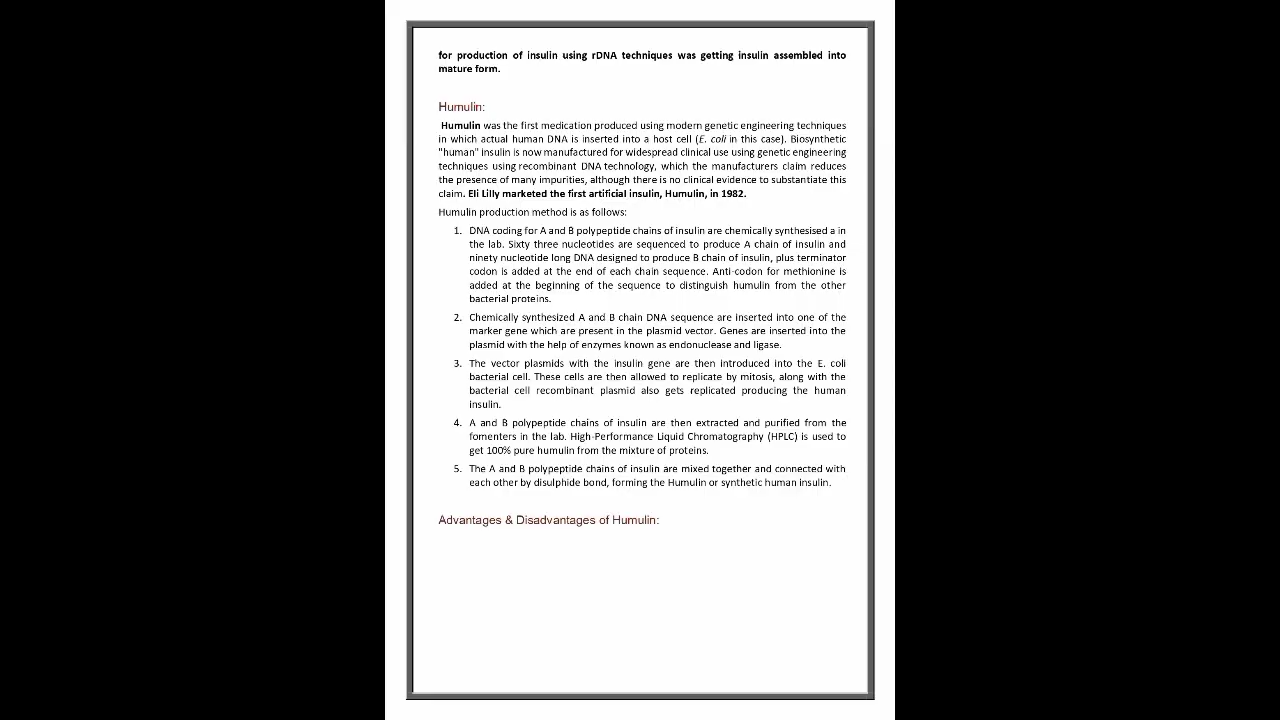 for production of insulin using rDNA techniques was getting insulin assembled into
mature form.
Humulin:
Humulin was the first medication produced using modern genetic engineering techniques
in which actual human DNA is inserted into a host cell (E. coli in this case). Biosynthetic
"human" insulin is now manufactured for widespread clinical use using genetic engineering
techniques using recombinant DNA technology, which the manufacturers claim reduces
the presence of many impurities, although there is no clinical evidence to substantiate this
claim. Eli Lilly marketed the first artificial insulin, Humulin, in 1982.
Humulin production method is as follows:
1. DNA coding for A and B polypeptide chains of insulin are chemically synthesised a in
the lab. Sixty three nucleotides are sequenced to produce A chain of insulin and
ninety nucleotide long DNA designed to produce B chain of insulin, plus terminator
codon is added at the end of each chain sequence. Anti-codon for methionine is
added at the beginning of the sequence to distinguish humulin from the other
bacterial proteins.
2. Chemically synthesized A and B chain DNA sequence are inserted into one of the
marker gene which are present in the plasmid vector. Genes are inserted into the
plasmid with the help of enzymes known as endonuclease and ligase.
3. The vector plasmids with the insulin gene are then introduced into the E. coli
bacterial cell. These cells are then allowed to replicate by mitosis, along with the
bacterial cell recombinant plasmid also gets replicated producing the human
insulin.
4. A and B polypeptide chains of insulin are then extracted and purified from the
fomenters in the lab. High-Performance Liquid Chromatography (HPLC) is used to
get 100% pure humulin from the mixture of proteins.
5. The A and B polypeptide chains of insulin are mixed together and connected with
each other by disulphide bond, forming the Humulin or synthetic human insulin.
Advantages & Disadvantages of Humulin: